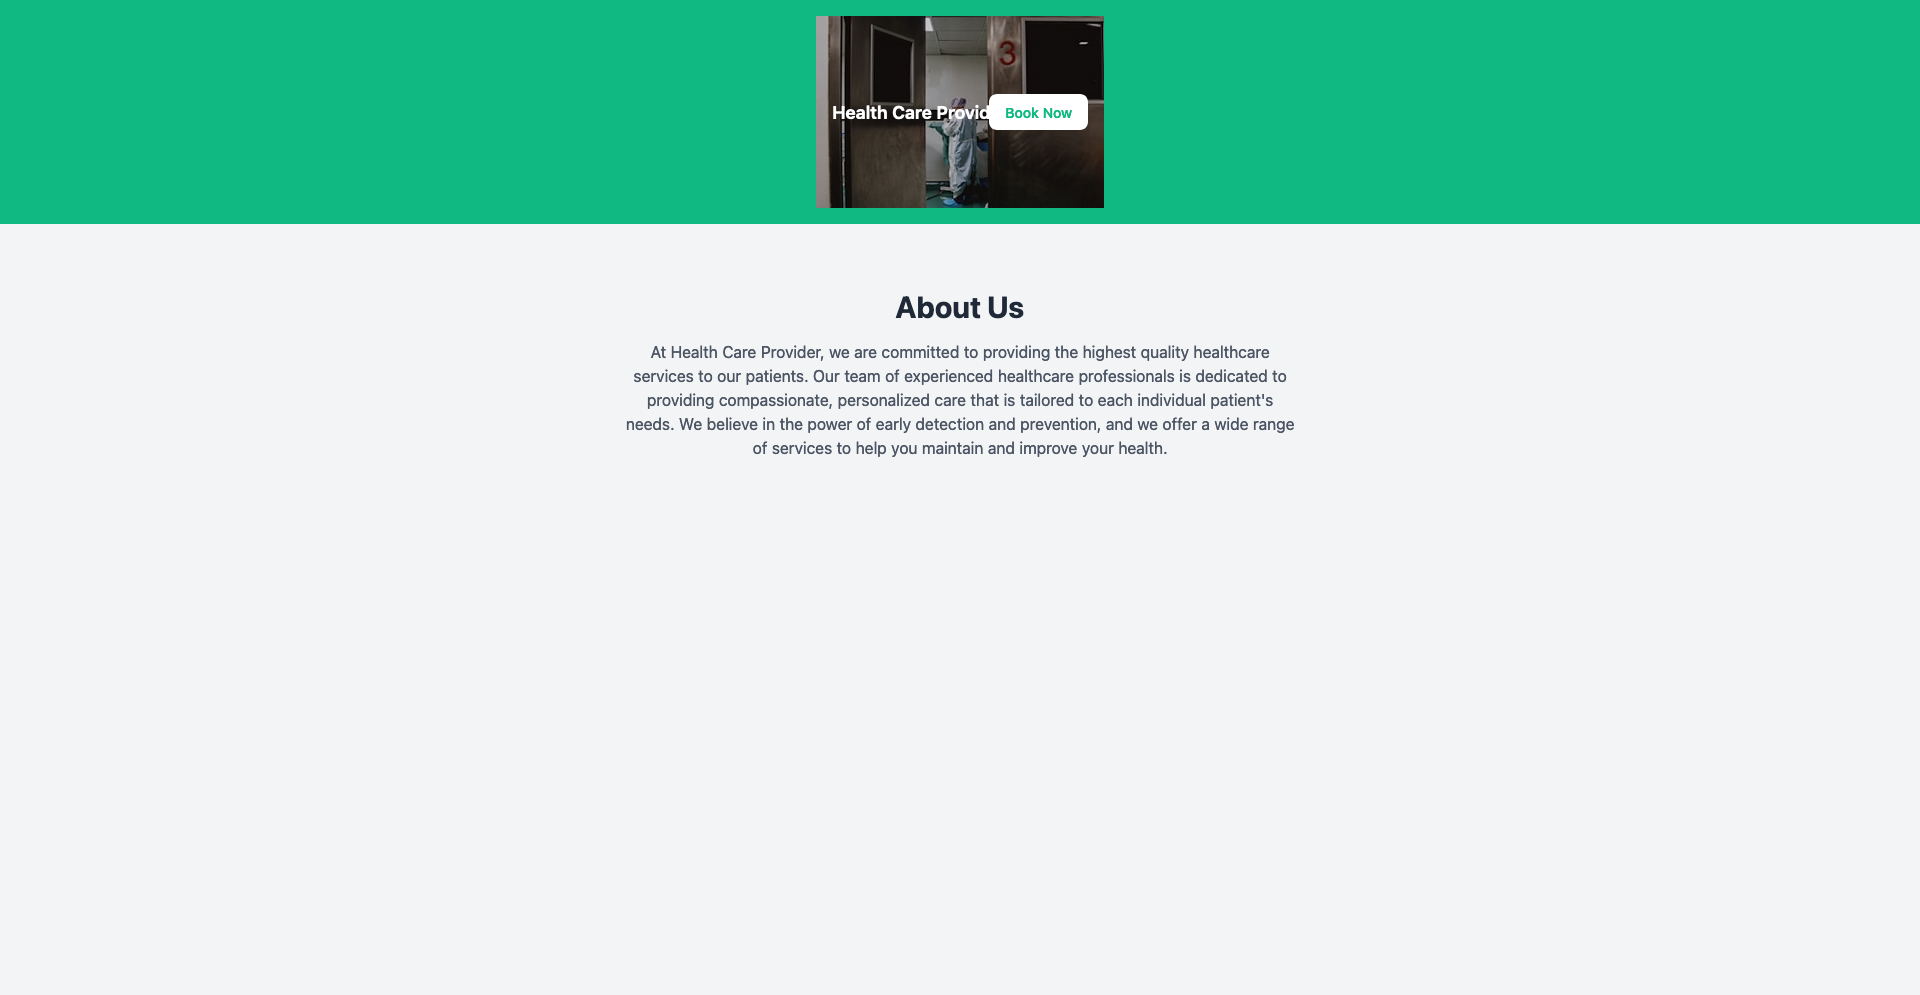 3
Health Care Provid
Book Now
About Us
At Health Care Provider, we are committed to providing the highest quality healthcare
services to our patients. Our team of experienced healthcare professionals is dedicated to
providing compassionate, personalized care that is tailored to each individual patient's
needs. We believe in the power of early detection and prevention, and we offer a wide range
of services to help you maintain and improve your health.